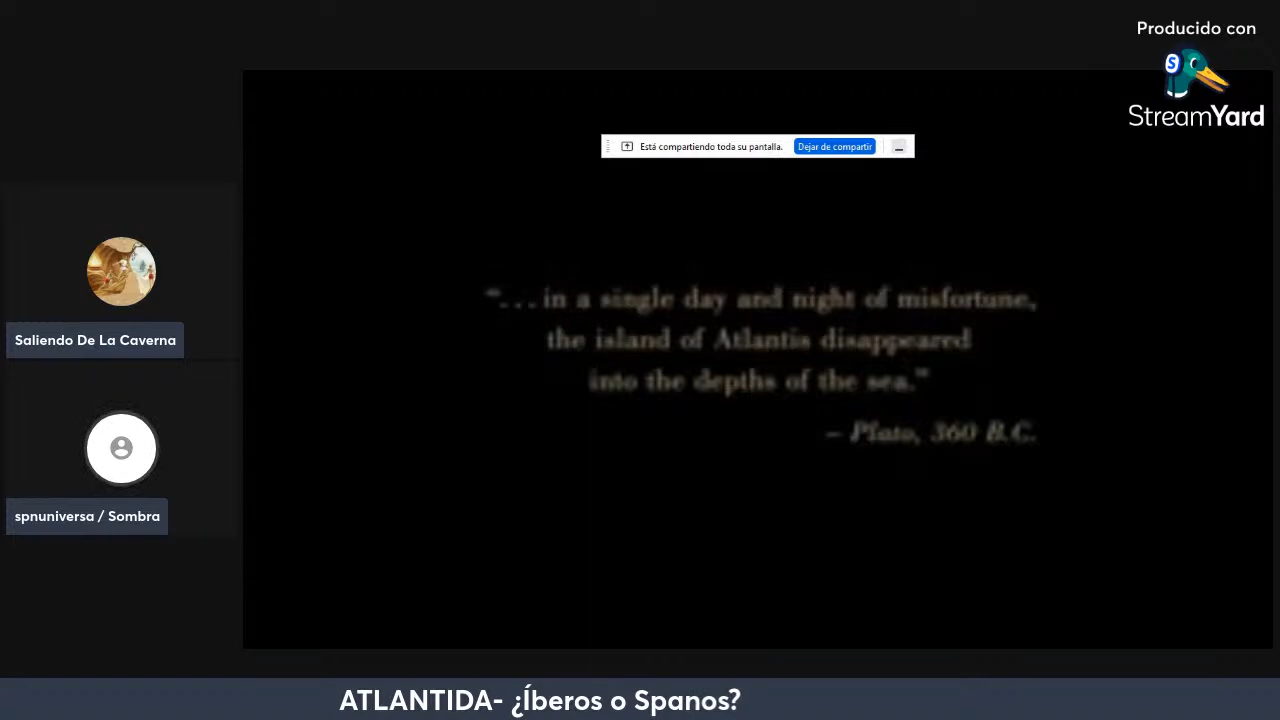 Producido con
StreamYard
Está compartiendo toda su pantalla. Dejar de compartir
"...in a single day and night of misfortune,
the island of Atlantis disappeared
into the depths of the sea."
– Plato, 360 B.C.
Saliendo De La Caverna
spnuniversa / Sombra
ATLANTIDA- ¿Íberos o Spanos?